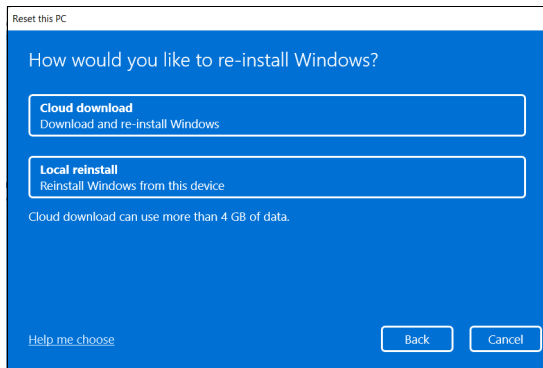 Reset this PC
How would you like to re-install Windows?
Cloud download
Download and re-install Windows
Local reinstall
Reinstall Windows from this device
Cloud download can use more than 4 GB of data.
Help me choose
Back
Cancel